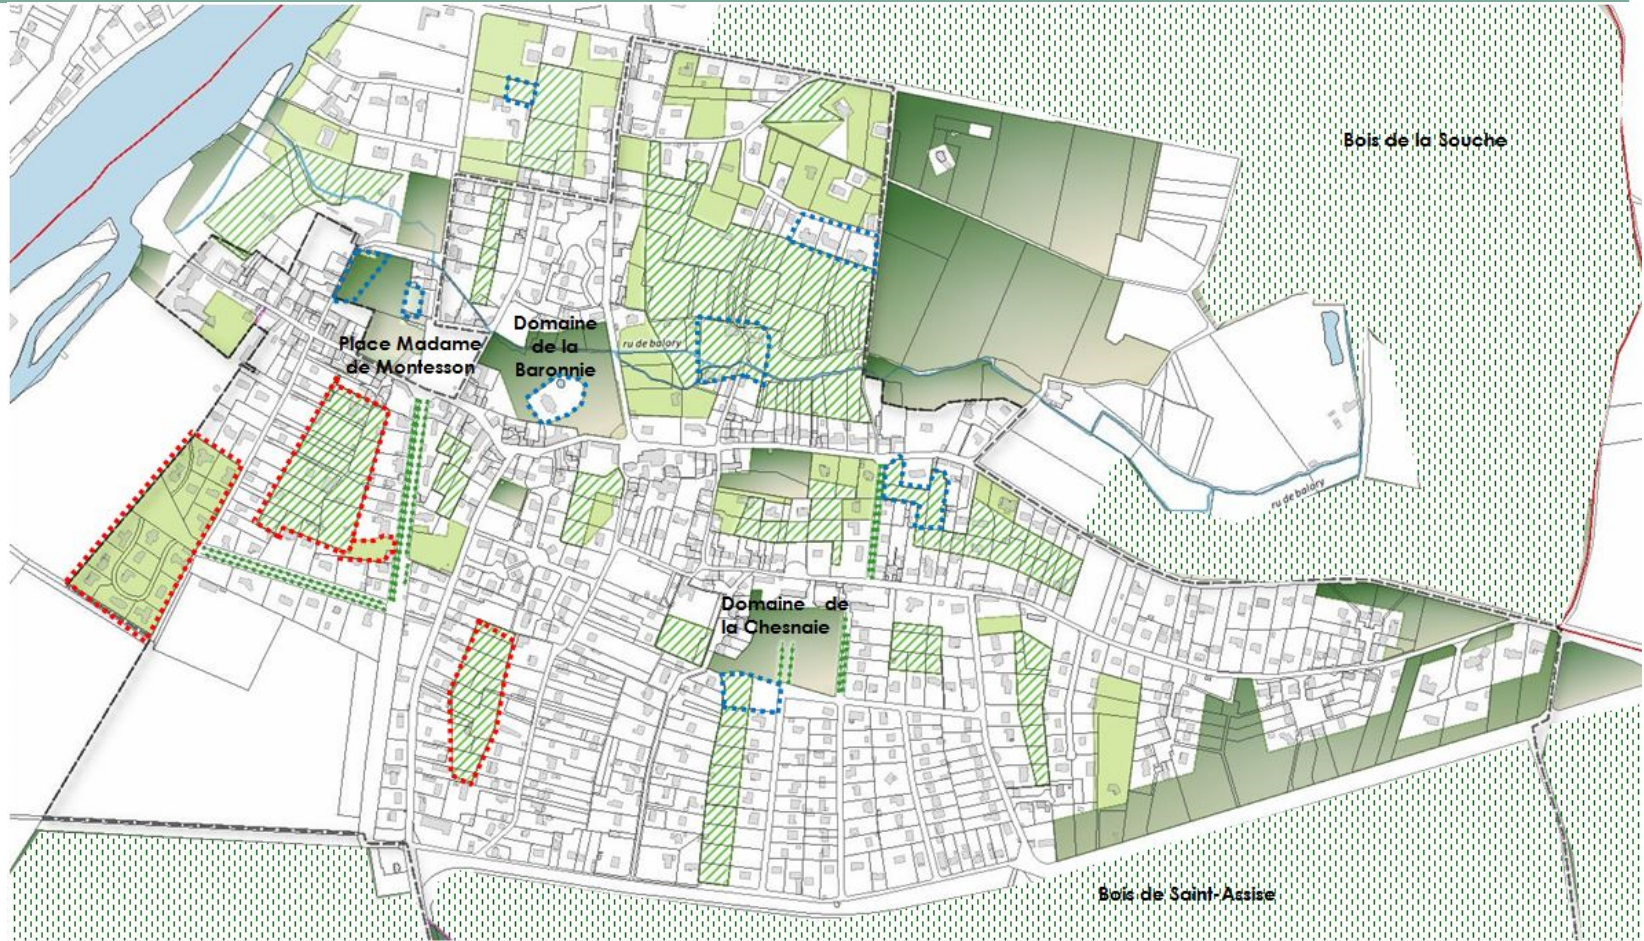 Bois de la Souche
Domaine
de la
Baronnie
ru de balory
Place Madame
de Montesson
ru de balory
Domaine de
la Chesnaie
Bois de Saint-Assise